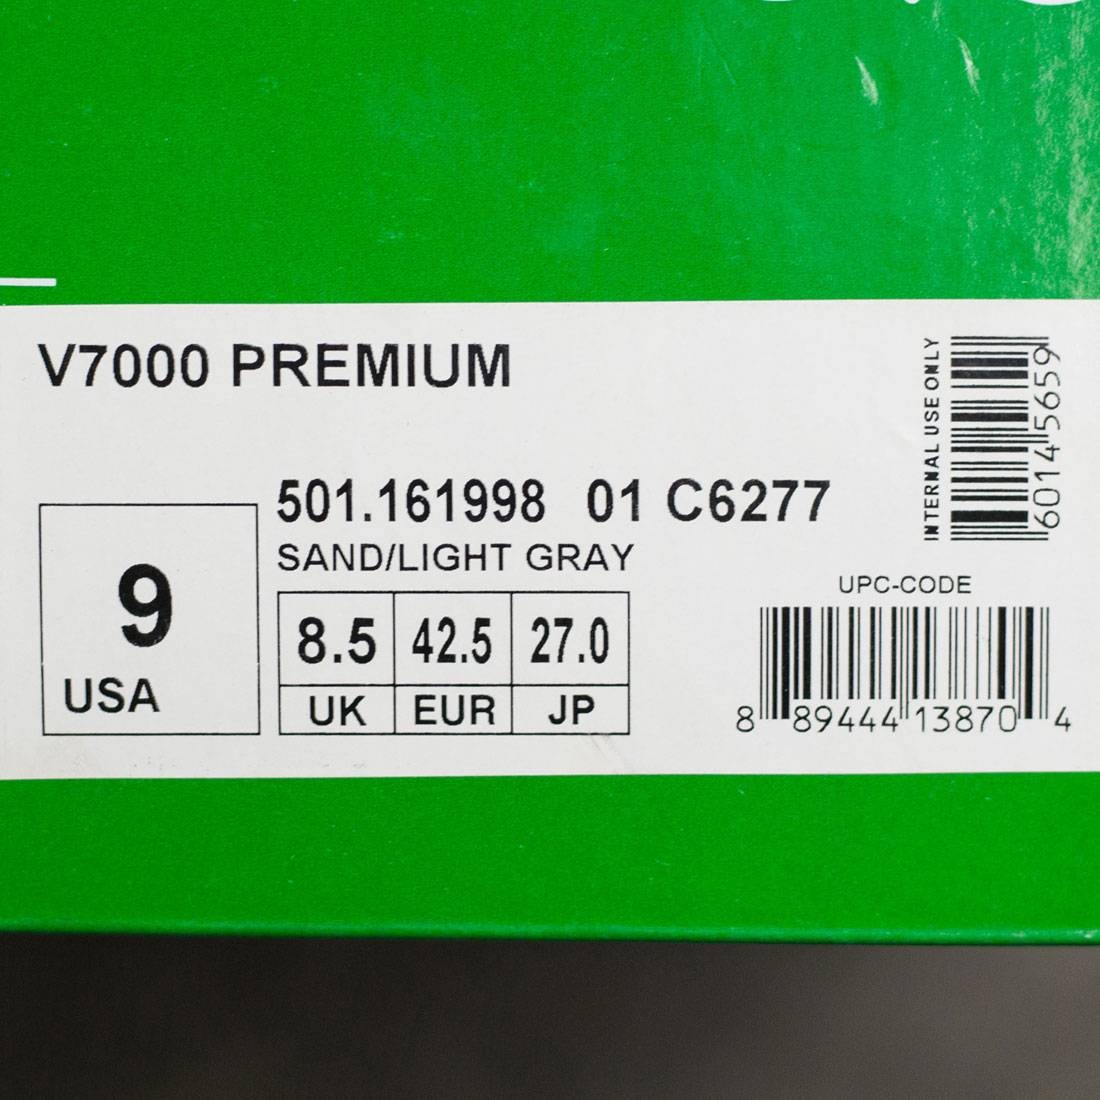 V7000 PREMIUM
INTERNAL USE ONLY
60145659
501.161998 01 C6277
SAND/LIGHT GRAY
9
USA
8.5 42.5 27.0
UK EUR JP
UPC-CODE
8 89444 13870 4